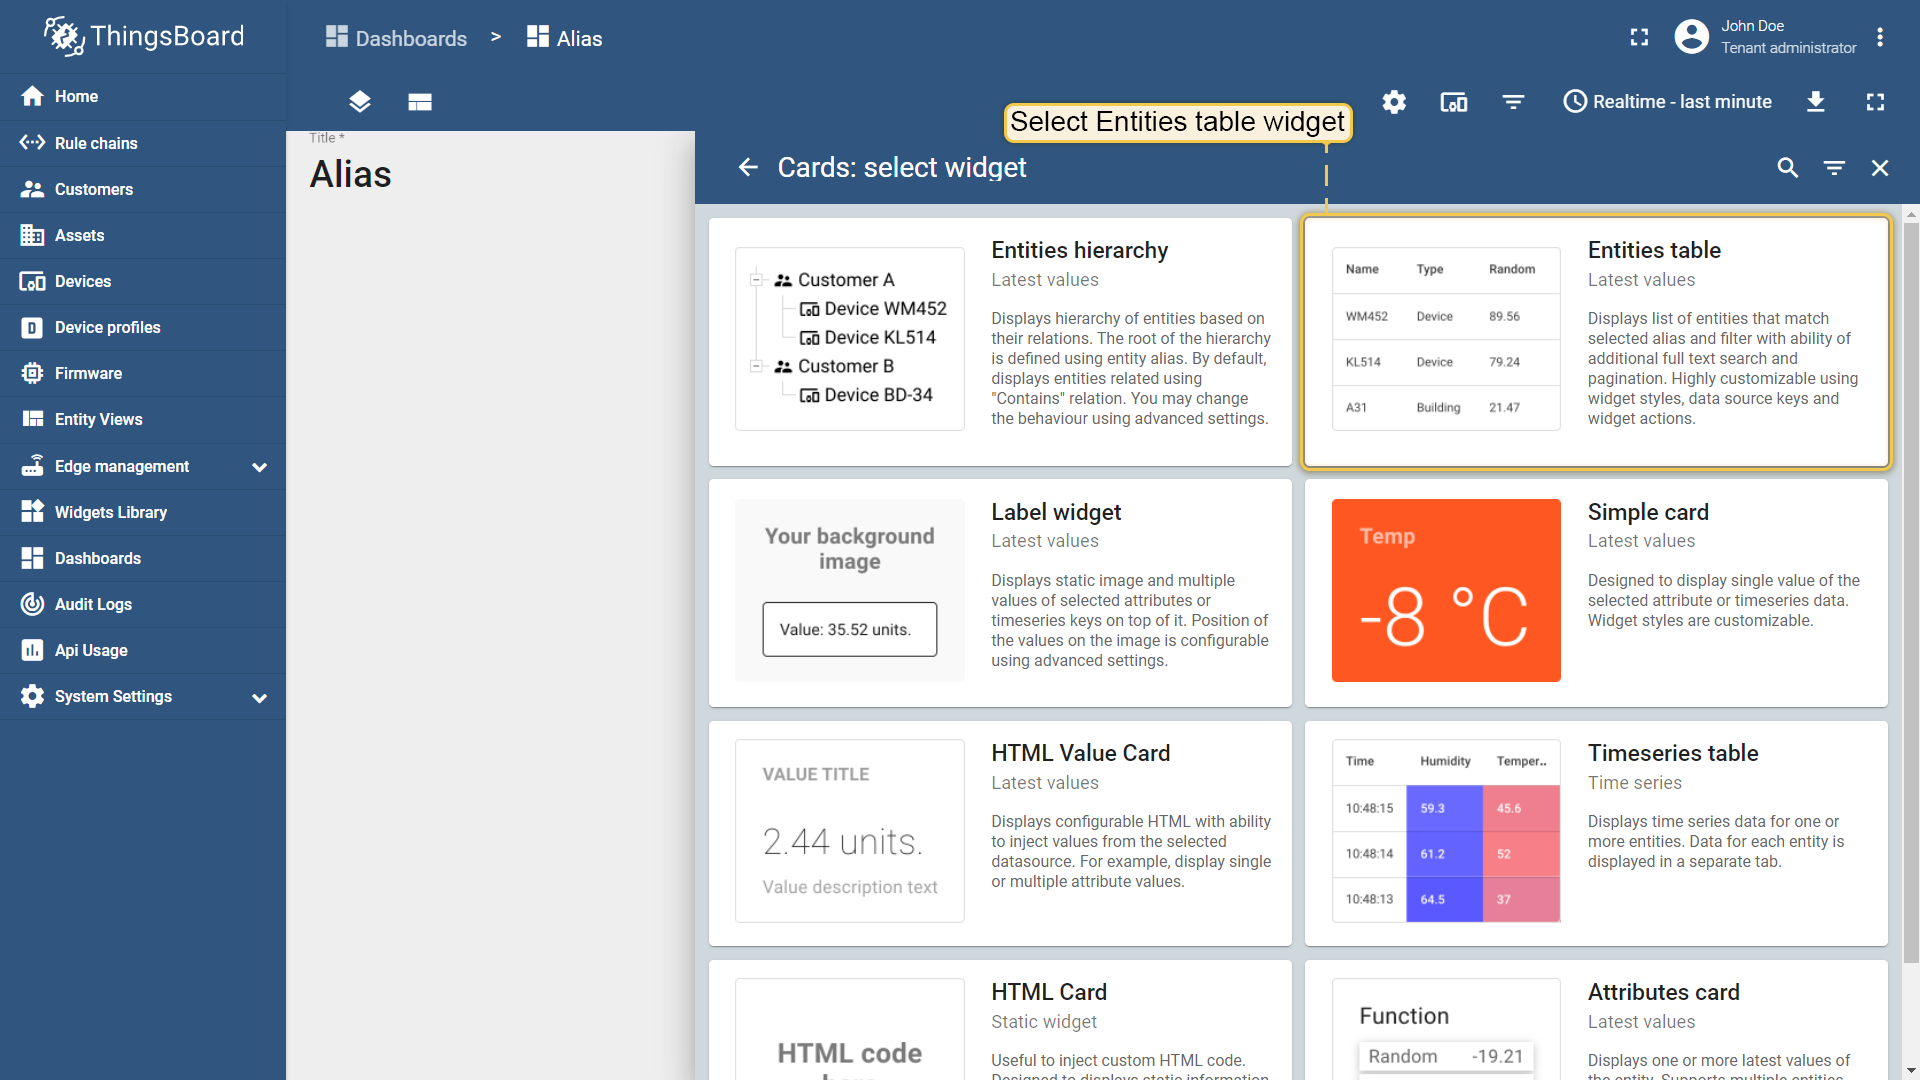 ThingsBoard
Dashboards > Alias
John Doe
Tenant administrator
Realtime - last minute
Home
Rule chains
Customers
Assets
Devices
Device profiles
Firmware
Entity Views
Edge management
Widgets Library
Dashboards
Audit Logs
Api Usage
System Settings
Title *
Alias
Select Entities table widget
Cards: select widget
Customer A
Device WM452
Device KL514
Customer B
Device BD-34
Entities hierarchy
Latest values
Displays hierarchy of entities based on
their relations. The root of the hierarchy
is defined using entity alias. By default,
displays entities related using
"Contains" relation. You may change
the behaviour using advanced settings.
Name Type Random
WM452 Device 89.56
KL514 Device 79.24
A31 Building 21.47
Entities table
Latest values
Displays list of entities that match
selected alias and filter with ability of
additional full text search and
pagination. Highly customizable using
widget styles, data source keys and
widget actions.
Your background
image
Value: 35.52 units.
Label widget
Latest values
Displays static image and multiple
values of selected attributes or
timeseries keys on top of it. Position of
the values on the image is configurable
using advanced settings.
Temp
-8 °C
Simple card
Latest values
Designed to display single value of the
selected attribute or timeseries data.
Widget styles are customizable.
VALUE TITLE
2.44 units.
Value description text
HTML Value Card
Latest values
Displays configurable HTML with ability
to inject values from the selected
datasource. For example, display single
or multiple attribute values.
Time Humidity Temper..
10:48:15 59.3 45.6
10:48:14 61.2 52
10:48:13 64.5 37
Timeseries table
Time series
Displays time series data for one or
more entities. Data for each entity is
displayed in a separate tab.
HTML code
HTML Card
Static widget
Useful to inject custom HTML code.
Designed to displays static information
Function
Random -19.21
Attributes card
Latest values
Displays one or more latest values of
the entity. Supports multiple entities